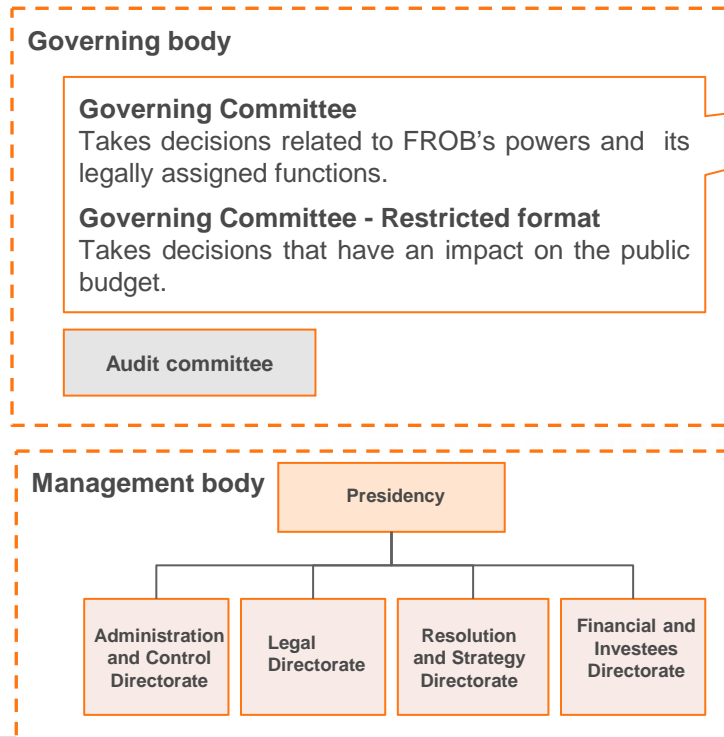 Governing body
Governing Committee
Takes decisions related to FROB's powers and its
legally assigned functions.
Governing Committee - Restricted format
Takes decisions that have an impact on the public
budget.
Audit committee
Management body
Presidency
Administration
and Control
Directorate
Legal
Directorate
Resolution
and Strategy
Directorate
Financial and
Investees
Directorate